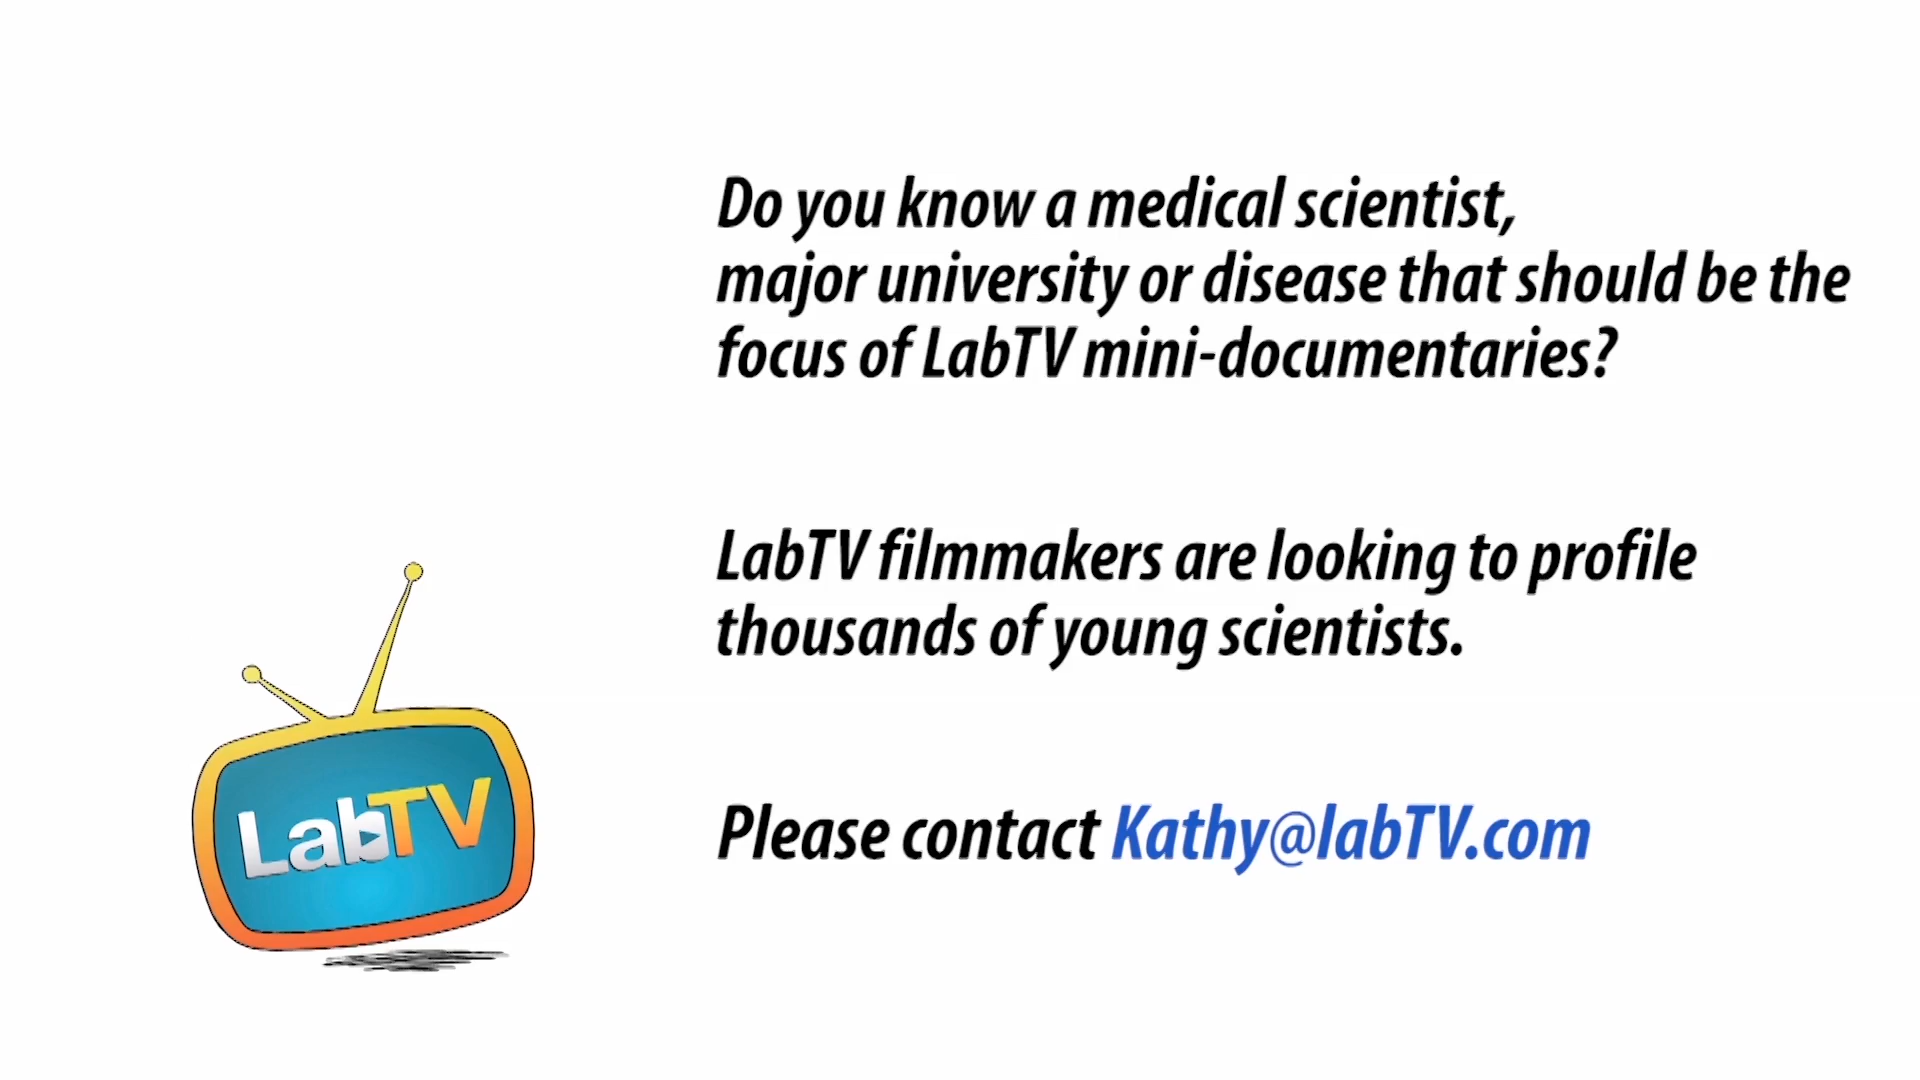 Do you know a medical scientist,
major university or disease that should be the
focus of LabTV mini-documentaries?
LabTV filmmakers are looking to profile
thousands of young scientists.
LabTV
Please contact Kathy@labTV.com